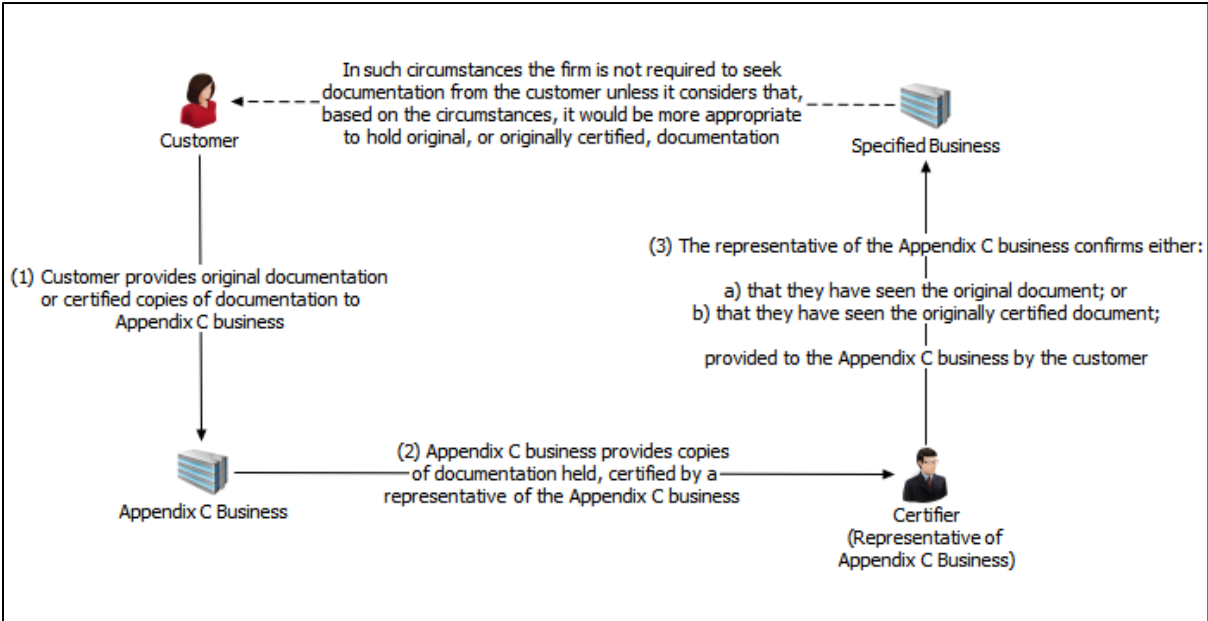 In such circumstances the firm is not required to seek
documentation from the customer unless it considers that,
based on the circumstances, it would be more appropriate
to hold original, or originally certified, documentation
Customer
Specified Business
(1) Customer provides original documentation
or certified copies of documentation to
Appendix C business
(3) The representative of the Appendix C business confirms either:
a) that they have seen the original document; or
b) that they have seen the originally certified document;
provided to the Appendix C business by the customer
(2) Appendix C business provides copies
of documentation held, certified by a
representative of the Appendix C business
Appendix C Business
Certifier
(Representative of
Appendix C Business)